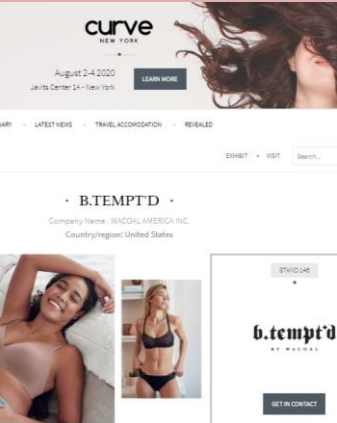 curve
NEW YORK
August 2-4 2020
Javits Center 1A - New York
LEARN MORE
LATEST NEWS
TRAVEL ACCOMODATION
REVEALED
EXHIBIT
VISIT
Search...
B.TEMPT'D
Company Name : WACOAL AMERICA INC.
Country/region: United States
STAND 1A6
b.tempt'd
BY WACOAL
GET IN CONTACT